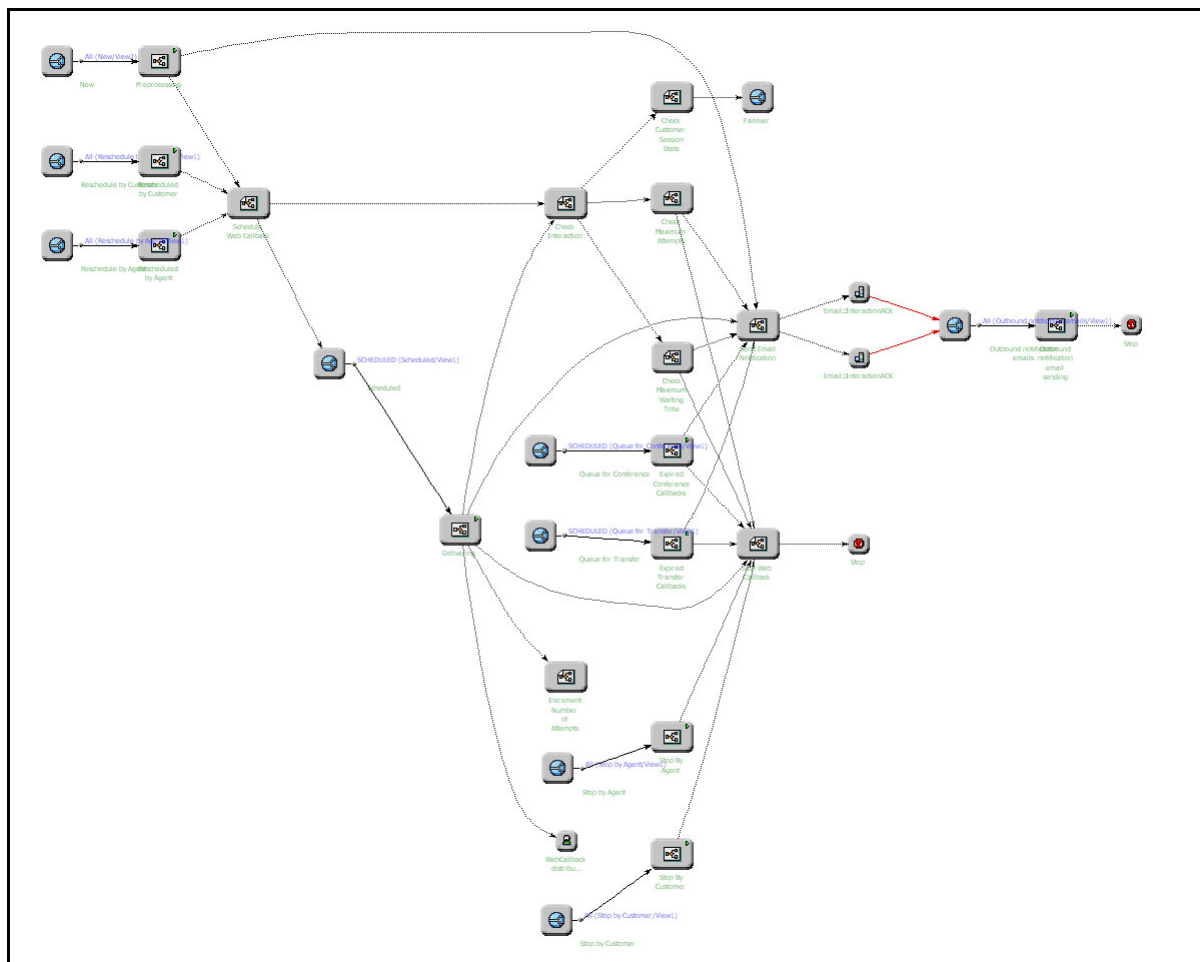 All (New/View2)
New
Preprocessing
Check
Customer
Session
State
Failover
All (Reschedule
View1)
Reschedule by Customer
Rescheduled
by Customer
Schedule
Web Callback
Check
Interaction
Check
Maximum
Attempts
All (Reschedule by Agent/View1)
Reschedule by Agent
Rescheduled
by Agent
Email::InteractionACK
All (Outbound notification emails/View1)
Send Email
Notification
Outbound notification
emails
Outbound
notification
email
sending
Stop
Email::InteractionACK
SCHEDULED (Scheduled/View1)
Scheduled
Check
Maximum
Waiting
Time
SCHEDULED (Queue for Conference/View1)
Queue for Conference
Expired
Conference
Callbacks
SCHEDULED (Queue for Transfer/View1)
Delivering
Queue for Transfer
Expired
Transfer
Callbacks
Stop Web
Callback
Stop
Increment
Number
of
Attempts
All (Stop by Agent/View1)
Stop By
Agent
Stop by Agent
WebCallback
distribu...
Stop By
Customer
All (Stop by Customer/View1)
Stop by Customer